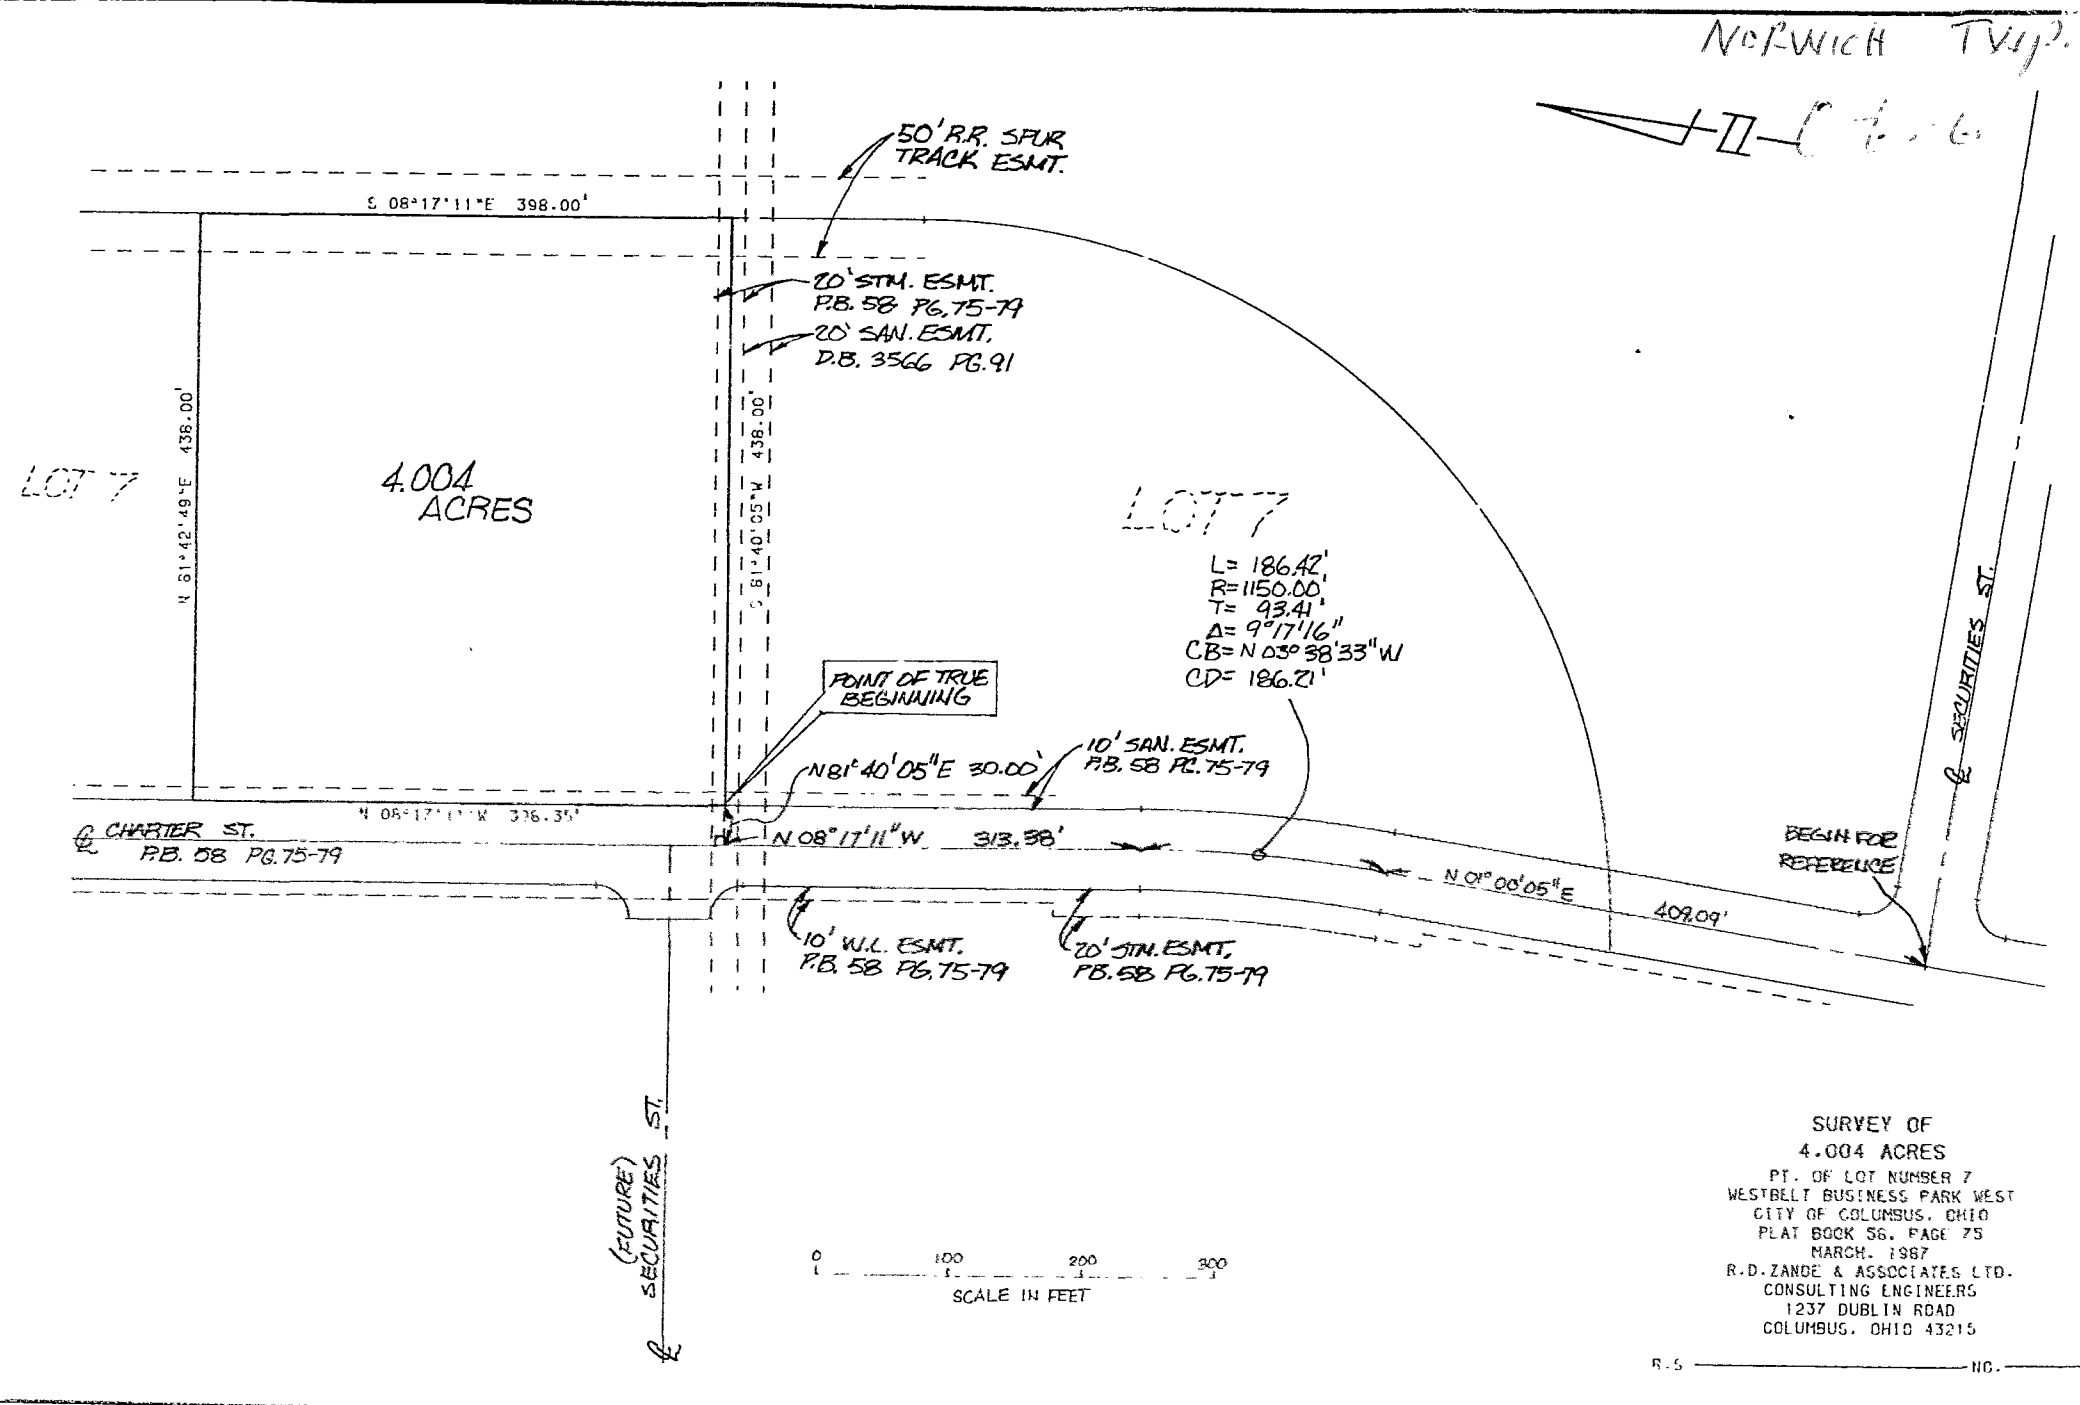 NORWICH TWP.
50' R.R. SPUR
TRACK ESMT.
S 08°17'11"E 398.00'
20' STM. ESMT.
P.B. 58 PG. 75-79
20' SAN. ESMT.
D.B. 3566 PG. 91
N 81°42'49"E 438.00'
S 81°40'05"W 438.00'
LOT 7
4.004
ACRES
LOT 7
L= 186.42'
R= 1150.00'
T= 93.41'
Δ= 9°17'16"
CB= N 03°38'33" W
CD= 186.21'
POINT OF TRUE
BEGINNING
N81°40'05"E 30.00'
10' SAN. ESMT.
P.B. 58 PG. 75-79
N 08°17'11"W
℄ CHARTER ST.
P.B. 58 PG. 75-79
N 08°17'11" W 313.38'
N 01°00'05"E
409.09'
BEGIN FOR
REFERENCE
℄ SECURITIES ST.
10' W.L. ESMT.
P.B. 58 PG. 75-79
20' STM. ESMT.
P.B. 58 PG. 75-79
(FUTURE)
℄ SECURITIES ST.
0 100 200 300
SCALE IN FEET
SURVEY OF
4.004 ACRES
PT. OF LOT NUMBER 7
WESTBELT BUSINESS PARK WEST
CITY OF COLUMBUS, OHIO
PLAT BOOK 58, PAGE 75
MARCH, 1987
R.D.ZANDE & ASSOCIATES LTD.
CONSULTING ENGINEERS
1237 DUBLIN ROAD
COLUMBUS, OHIO 43215
R.S NO.